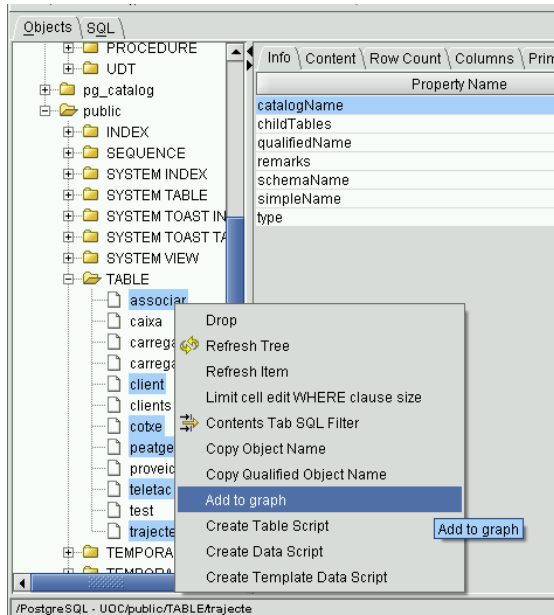 Objects SQL
PROCEDURE
UDT
pg_catalog
public
INDEX
SEQUENCE
SYSTEM INDEX
SYSTEM TABLE
SYSTEM TOAST IN
SYSTEM TOAST TA
SYSTEM VIEW
TABLE
associar
caixa
carrega
carrega
client
clients
cotxe
peatge
proveic
teletac
test
trajecte
TEMPORA
TEMPORA
Info Content Row Count Columns Prim
Property Name
catalogName
childTables
qualifiedName
remarks
schemaName
simpleName
type
Drop
Refresh Tree
Refresh Item
Limit cell edit WHERE clause size
Contents Tab SQL Filter
Copy Object Name
Copy Qualified Object Name
Add to graph
Create Table Script
Create Data Script
Create Template Data Script
Add to graph
/PostgreSQL - UOC/public/TABLE/trajecte